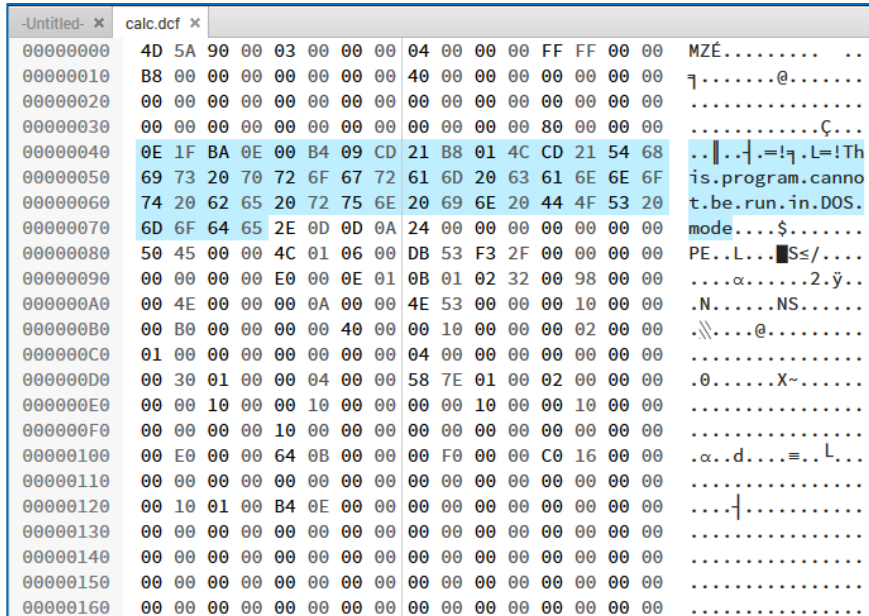 -Untitled- × calc.dcf ×
00000000 4D 5A 90 00 03 00 00 00 04 00 00 00 FF FF 00 00 MZÉ......... ..
00000010 B8 00 00 00 00 00 00 00 40 00 00 00 00 00 00 00 ╕.......@.......
00000020 00 00 00 00 00 00 00 00 00 00 00 00 00 00 00 00 ................
00000030 00 00 00 00 00 00 00 00 00 00 00 00 80 00 00 00 ............Ç...
00000040 0E 1F BA 0E 00 B4 09 CD 21 B8 01 4C CD 21 54 68 ..║..┤.=!╕.L=!Th
00000050 69 73 20 70 72 6F 67 72 61 6D 20 63 61 6E 6E 6F is.program.canno
00000060 74 20 62 65 20 72 75 6E 20 69 6E 20 44 4F 53 20 t.be.run.in.DOS.
00000070 6D 6F 64 65 2E 0D 0D 0A 24 00 00 00 00 00 00 00 mode....$.......
00000080 50 45 00 00 4C 01 06 00 DB 53 F3 2F 00 00 00 00 PE..L...█S≤/....
00000090 00 00 00 00 E0 00 0E 01 0B 01 02 32 00 98 00 00 ....α......2.ÿ..
000000A0 00 4E 00 00 00 0A 00 00 4E 53 00 00 00 10 00 00 .N......NS......
000000B0 00 B0 00 00 00 00 40 00 00 10 00 00 00 02 00 00 .░....@.........
000000C0 01 00 00 00 00 00 00 00 04 00 00 00 00 00 00 00 ................
000000D0 00 30 01 00 00 04 00 00 58 7E 01 00 02 00 00 00 .0......X~......
000000E0 00 00 10 00 00 10 00 00 00 00 10 00 00 10 00 00 ................
000000F0 00 00 00 00 10 00 00 00 00 00 00 00 00 00 00 00 ................
00000100 00 E0 00 00 64 0B 00 00 00 F0 00 00 C0 16 00 00 .α..d....≡..└...
00000110 00 00 00 00 00 00 00 00 00 00 00 00 00 00 00 00 ................
00000120 00 10 01 00 B4 0E 00 00 00 00 00 00 00 00 00 00 ....┤...........
00000130 00 00 00 00 00 00 00 00 00 00 00 00 00 00 00 00 ................
00000140 00 00 00 00 00 00 00 00 00 00 00 00 00 00 00 00 ................
00000150 00 00 00 00 00 00 00 00 00 00 00 00 00 00 00 00 ................
00000160 00 00 00 00 00 00 00 00 00 00 00 00 00 00 00 00 ................